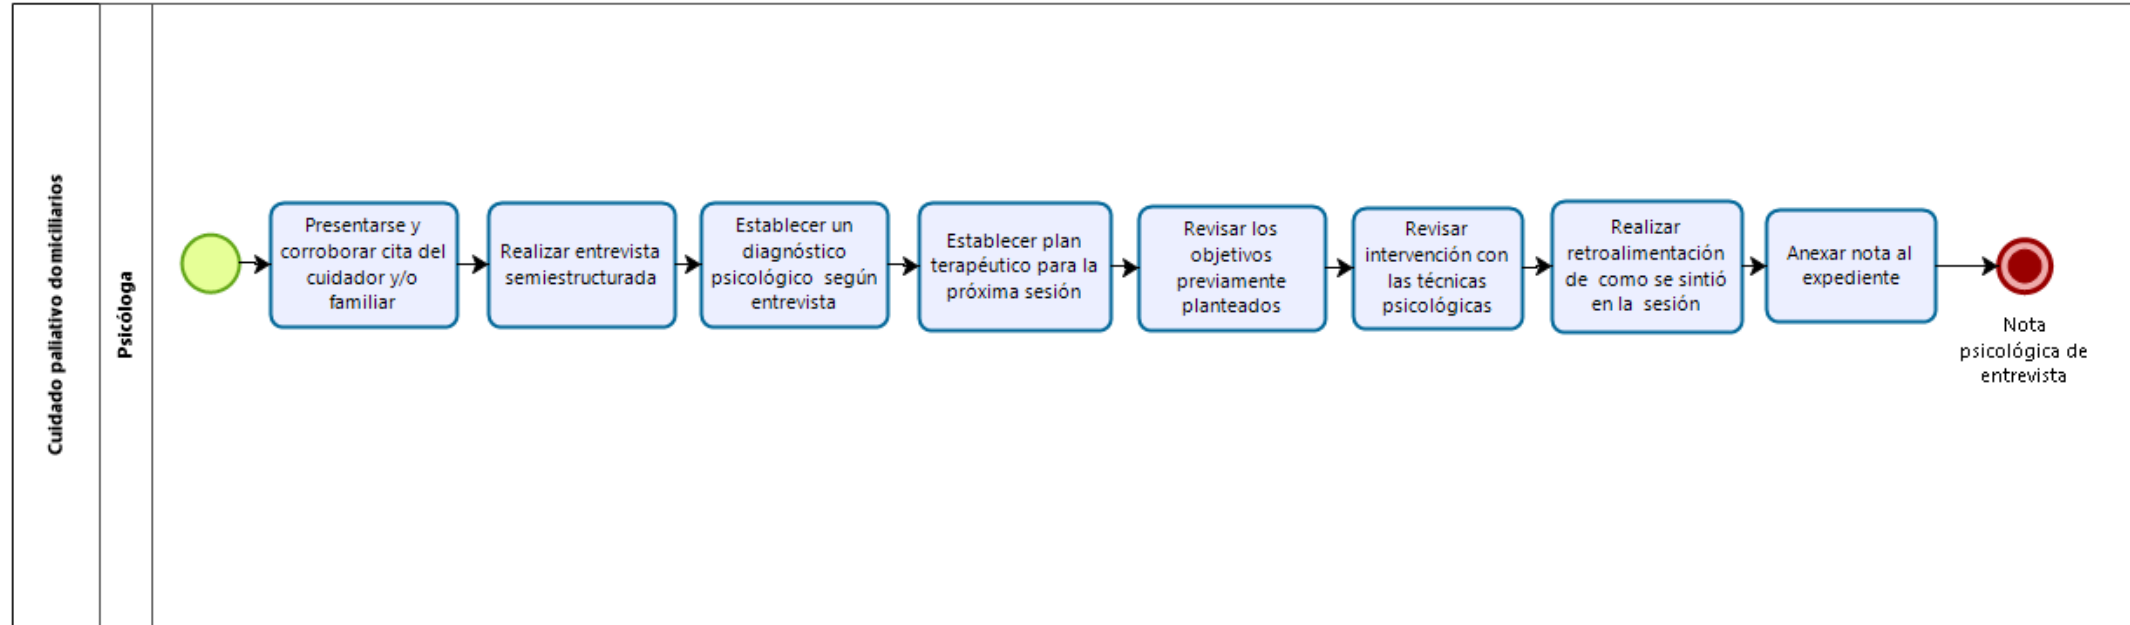 Cuidado paliativo domiciliarios
Psicóloga
Presentarse y
corroborar cita del
cuidador y/o
familiar
Realizar entrevista
semiestructurada
Establecer un
diagnóstico
psicológico según
entrevista
Establecer plan
terapéutico para la
próxima sesión
Revisar los
objetivos
previamente
planteados
Revisar
intervención con
las técnicas
psicológicas
Realizar
retroalimentación
de como se sintió
en la sesión
Anexar nota al
expediente
Nota
psicológica de
entrevista